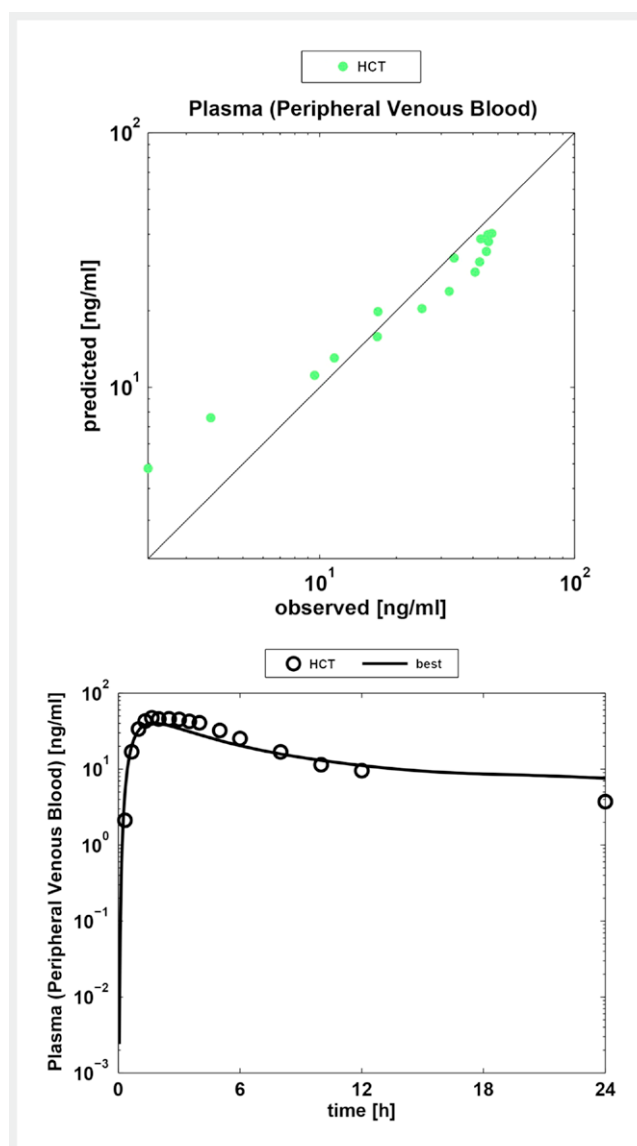 HCT
Plasma (Peripheral Venous Blood)
10²
predicted [ng/ml]
10¹
10¹ 10²
observed [ng/ml]
HCT best
Plasma (Peripheral Venous Blood) [ng/ml]
10²
10¹
10⁰
10⁻¹
10⁻²
10⁻³
0 6 12 18 24
time [h]